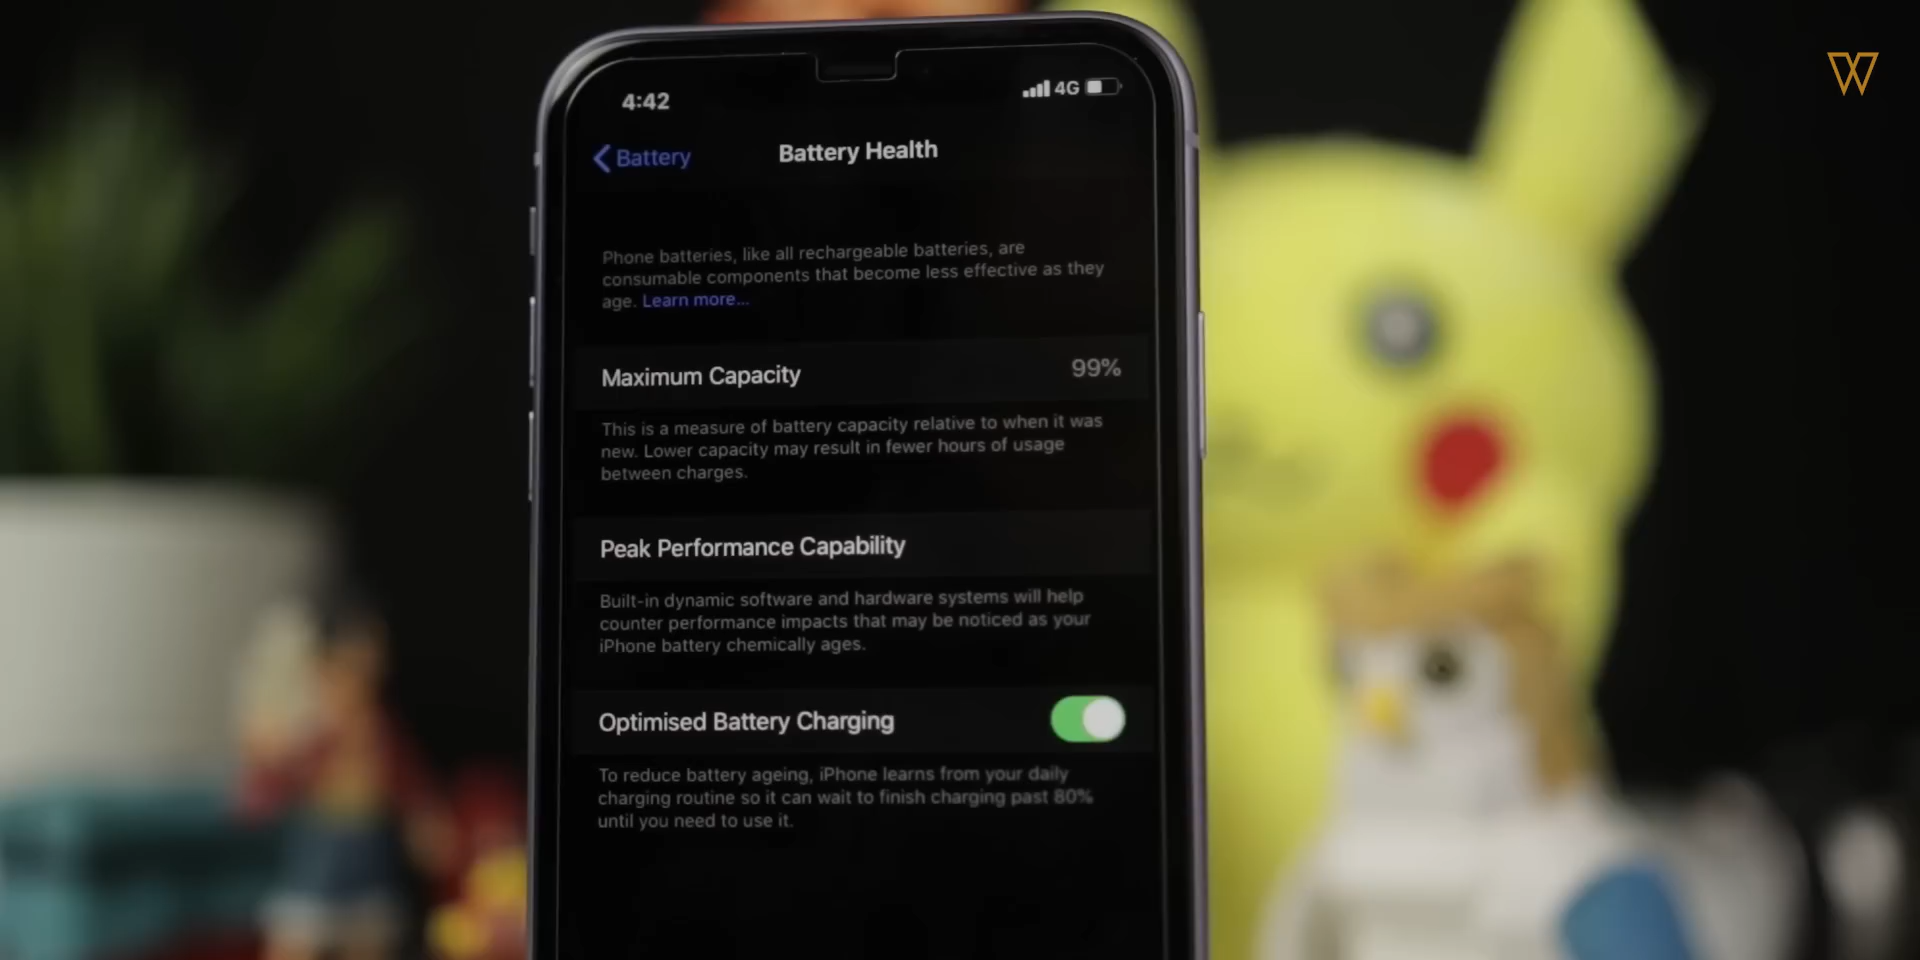 4:42
4G
Battery
Battery Health
Phone batteries, like all rechargeable batteries, are
consumable components that become less effective as they
age. Learn more...
Maximum Capacity 99%
This is a measure of battery capacity relative to when it was
new. Lower capacity may result in fewer hours of usage
between charges.
Peak Performance Capability
Built-in dynamic software and hardware systems will help
counter performance impacts that may be noticed as your
iPhone battery chemically ages.
Optimised Battery Charging
To reduce battery ageing, iPhone learns from your daily
charging routine so it can wait to finish charging past 80%
until you need to use it.
W